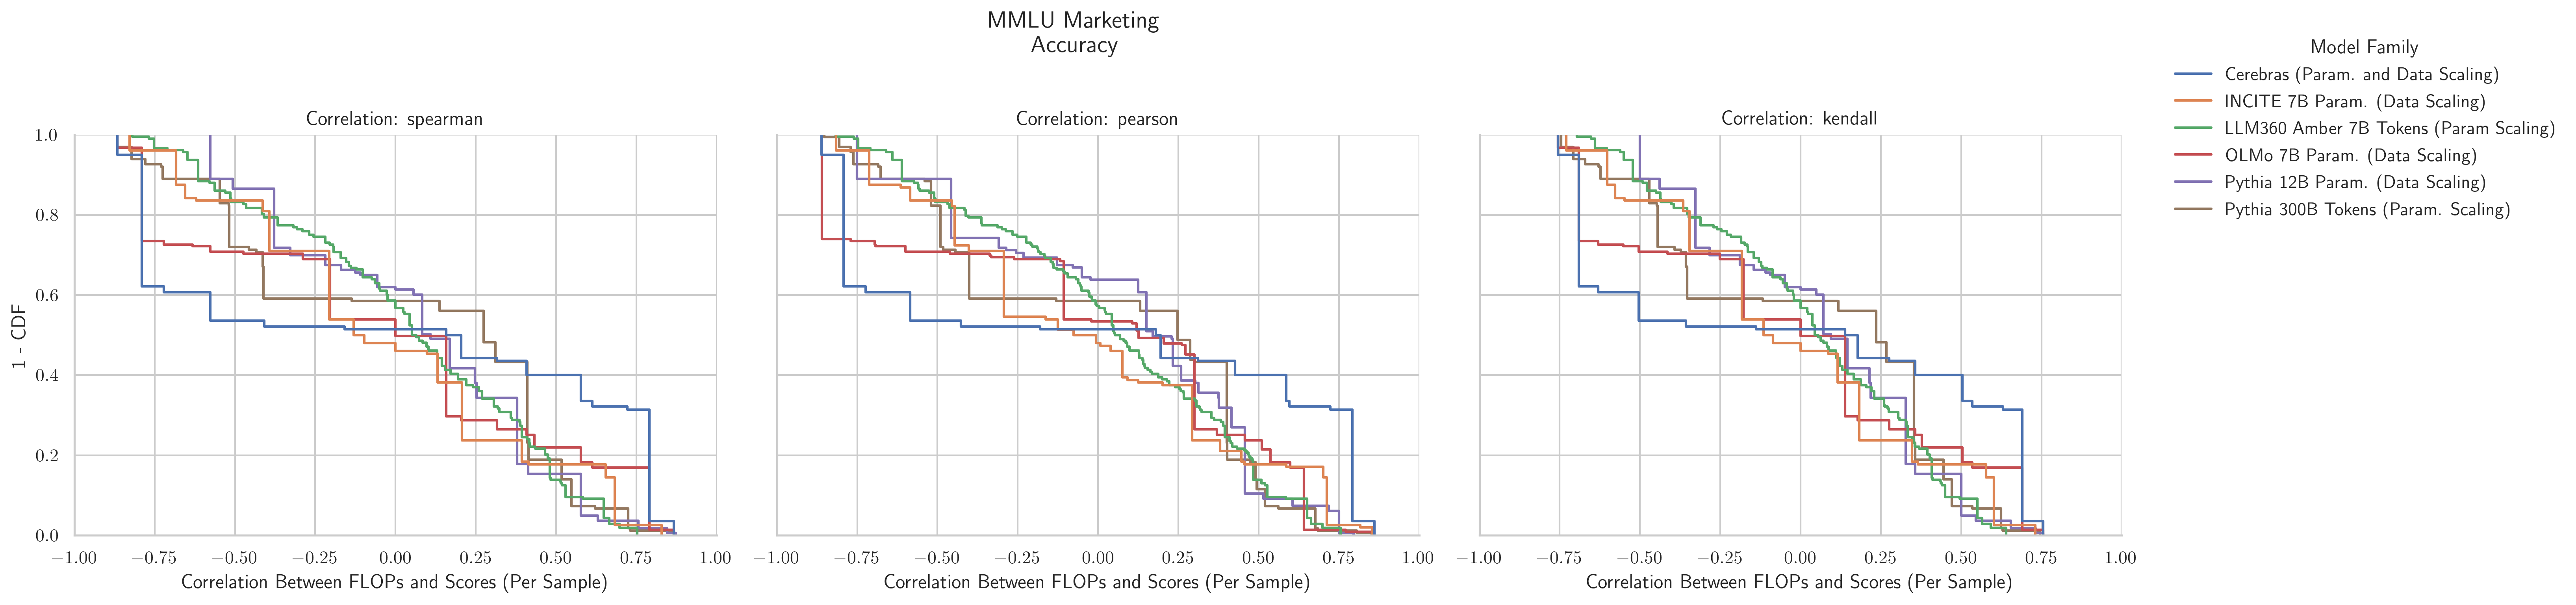 MMLU Marketing
Accuracy
Model Family
Cerebras (Param. and Data Scaling)
INCITE 7B Param. (Data Scaling)
LLM360 Amber 7B Tokens (Param Scaling)
OLMo 7B Param. (Data Scaling)
Pythia 12B Param. (Data Scaling)
Pythia 300B Tokens (Param. Scaling)
Correlation: spearman
Correlation: pearson
Correlation: kendall
1 - CDF
1.0
0.8
0.6
0.4
0.2
0.0
−1.00 −0.75 −0.50 −0.25 0.00 0.25 0.50 0.75 1.00
−1.00 −0.75 −0.50 −0.25 0.00 0.25 0.50 0.75 1.00
−1.00 −0.75 −0.50 −0.25 0.00 0.25 0.50 0.75 1.00
Correlation Between FLOPs and Scores (Per Sample)
Correlation Between FLOPs and Scores (Per Sample)
Correlation Between FLOPs and Scores (Per Sample)